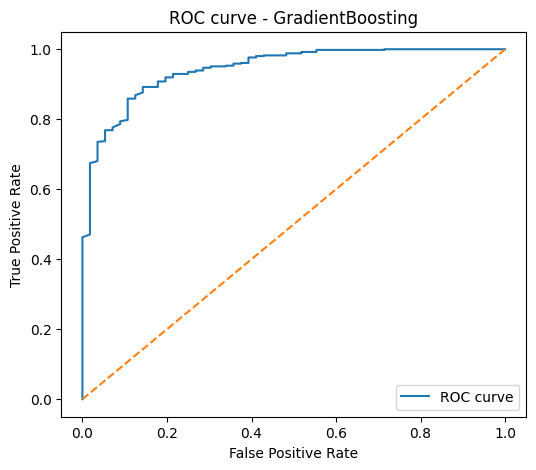 ROC curve - GradientBoosting
True Positive Rate
1.0
0.8
0.6
0.4
0.2
0.0
ROC curve
0.0 0.2 0.4 0.6 0.8 1.0
False Positive Rate